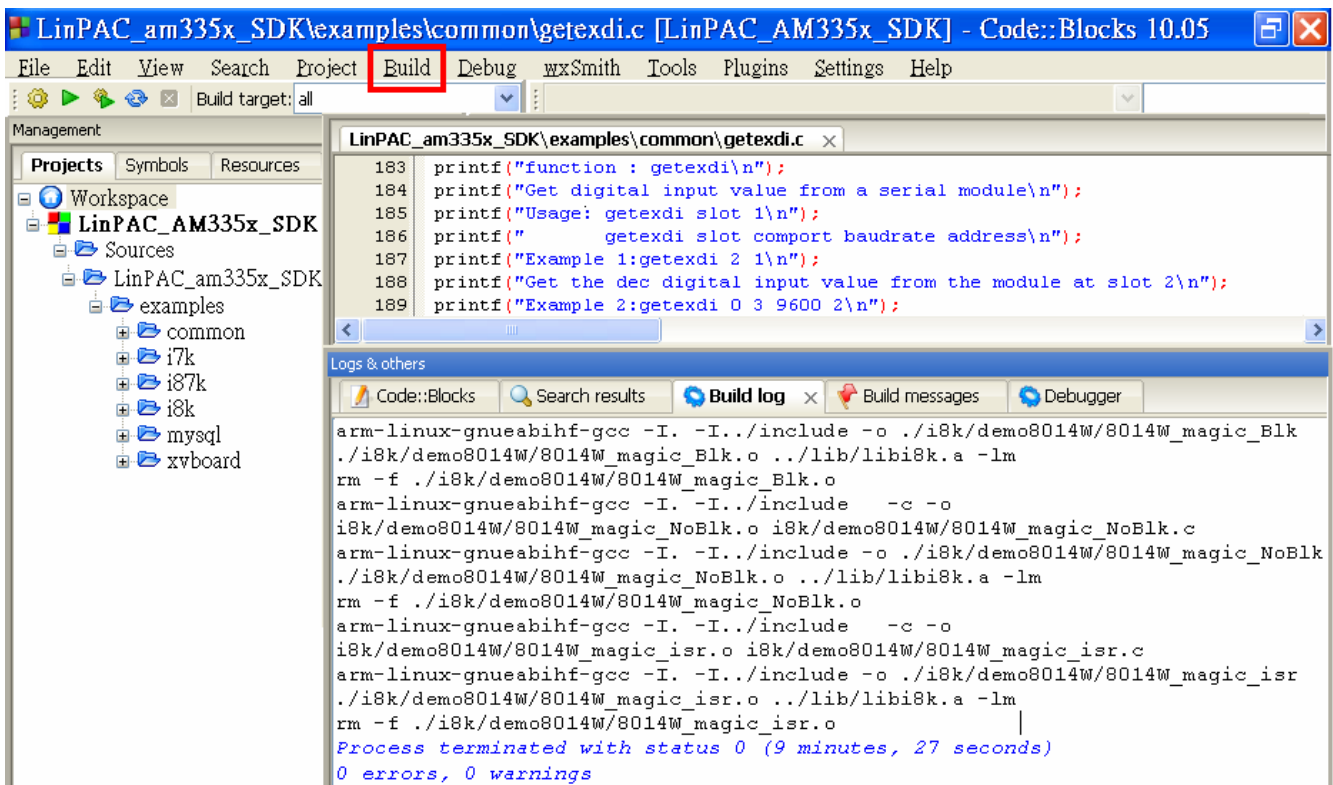 LinPAC_am335x_SDK\examples\common\getexdi.c [LinPAC_AM335x_SDK] - Code::Blocks 10.05
File Edit View Search Project Build Debug wxSmith Tools Plugins Settings Help
Build target: all
Management
Projects Symbols Resources
Workspace
LinPAC_AM335x_SDK
Sources
LinPAC_am335x_SDK
examples
common
i7k
i87k
i8k
mysql
xvboard
LinPAC_am335x_SDK\examples\common\getexdi.c
183 printf("function : getexdi\n");
184 printf("Get digital input value from a serial module\n");
185 printf("Usage: getexdi slot 1\n");
186 printf("       getexdi slot comport baudrate address\n");
187 printf("Example 1:getexdi 2 1\n");
188 printf("Get the dec digital input value from the module at slot 2\n");
189 printf("Example 2:getexdi 0 3 9600 2\n");
Logs & others
Code::Blocks Search results Build log Build messages Debugger
arm-linux-gnueabihf-gcc -I. -I../include -o ./i8k/demo8014W/8014W_magic_Blk
./i8k/demo8014W/8014W_magic_Blk.o ../lib/libi8k.a -lm
rm -f ./i8k/demo8014W/8014W_magic_Blk.o
arm-linux-gnueabihf-gcc -I. -I../include   -c -o
i8k/demo8014W/8014W_magic_NoBlk.o i8k/demo8014W/8014W_magic_NoBlk.c
arm-linux-gnueabihf-gcc -I. -I../include -o ./i8k/demo8014W/8014W_magic_NoBlk
./i8k/demo8014W/8014W_magic_NoBlk.o ../lib/libi8k.a -lm
rm -f ./i8k/demo8014W/8014W_magic_NoBlk.o
arm-linux-gnueabihf-gcc -I. -I../include   -c -o
i8k/demo8014W/8014W_magic_isr.o i8k/demo8014W/8014W_magic_isr.c
arm-linux-gnueabihf-gcc -I. -I../include -o ./i8k/demo8014W/8014W_magic_isr
./i8k/demo8014W/8014W_magic_isr.o ../lib/libi8k.a -lm
rm -f ./i8k/demo8014W/8014W_magic_isr.o
Process terminated with status 0 (9 minutes, 27 seconds)
0 errors, 0 warnings